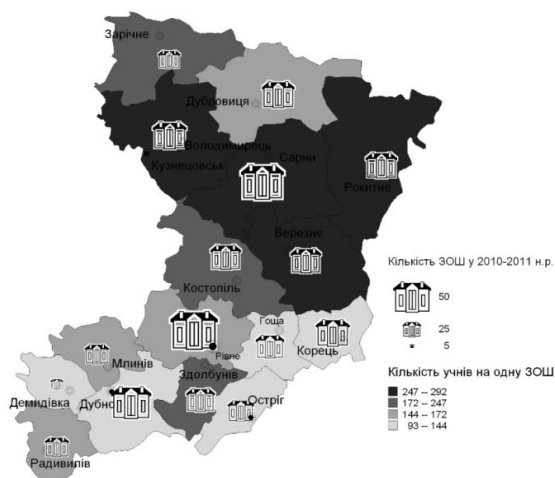 Зарічне
Дубровиця
Володимирець
Кузнецовськ
Сарни
Рокитне
Березне
Костопіль
Гоща
Рівне
Корець
Млинів
Здолбунів
Демидівка
Дубно
Острі́г
Радивилів
Кількість ЗОШ у 2010-2011 н.р.
50
25
5
Кількість учнів на одну ЗОШ
247 -- 292
172 -- 247
144 -- 172
93 -- 144